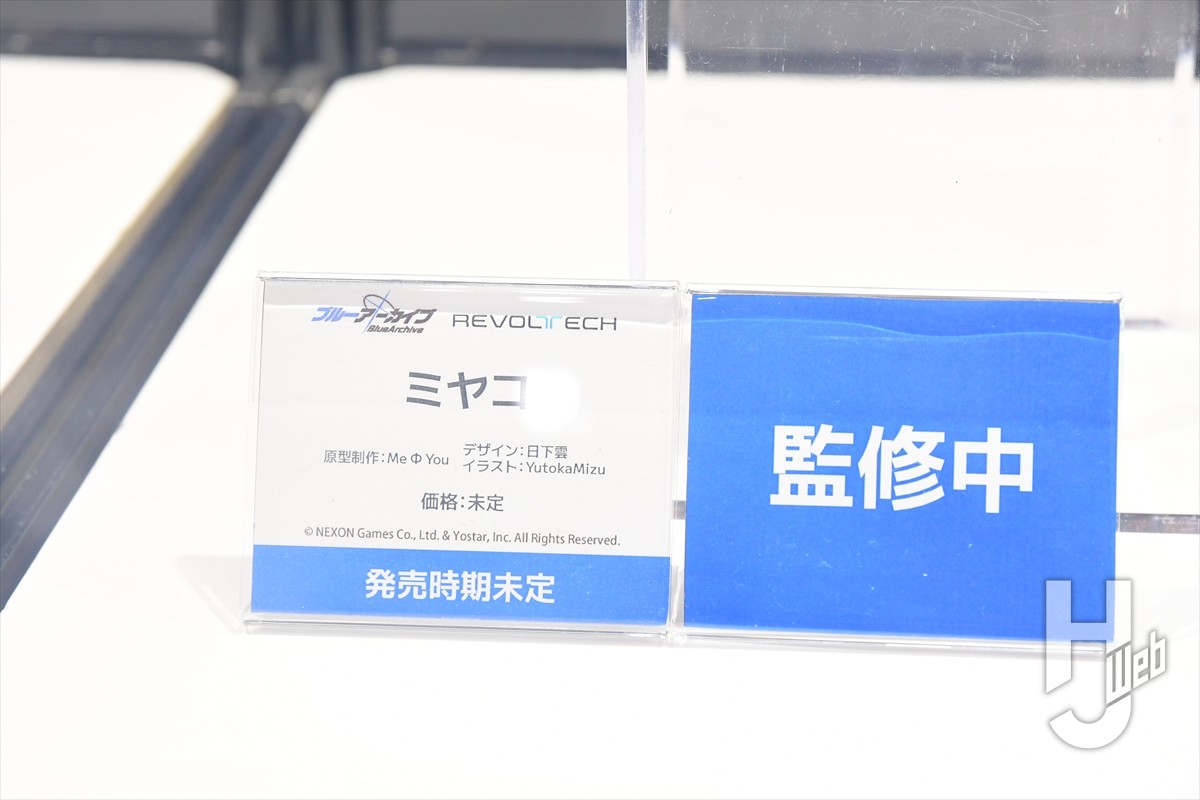 ブルーアーカイブ
BlueArchive
REVOLTECH
ミヤコ
原型制作：Me Φ You
デザイン：日下雲
イラスト：YutokaMizu
価格：未定
© NEXON Games Co., Ltd. & Yostar, Inc. All Rights Reserved.
発売時期未定
監修中
HJ Web